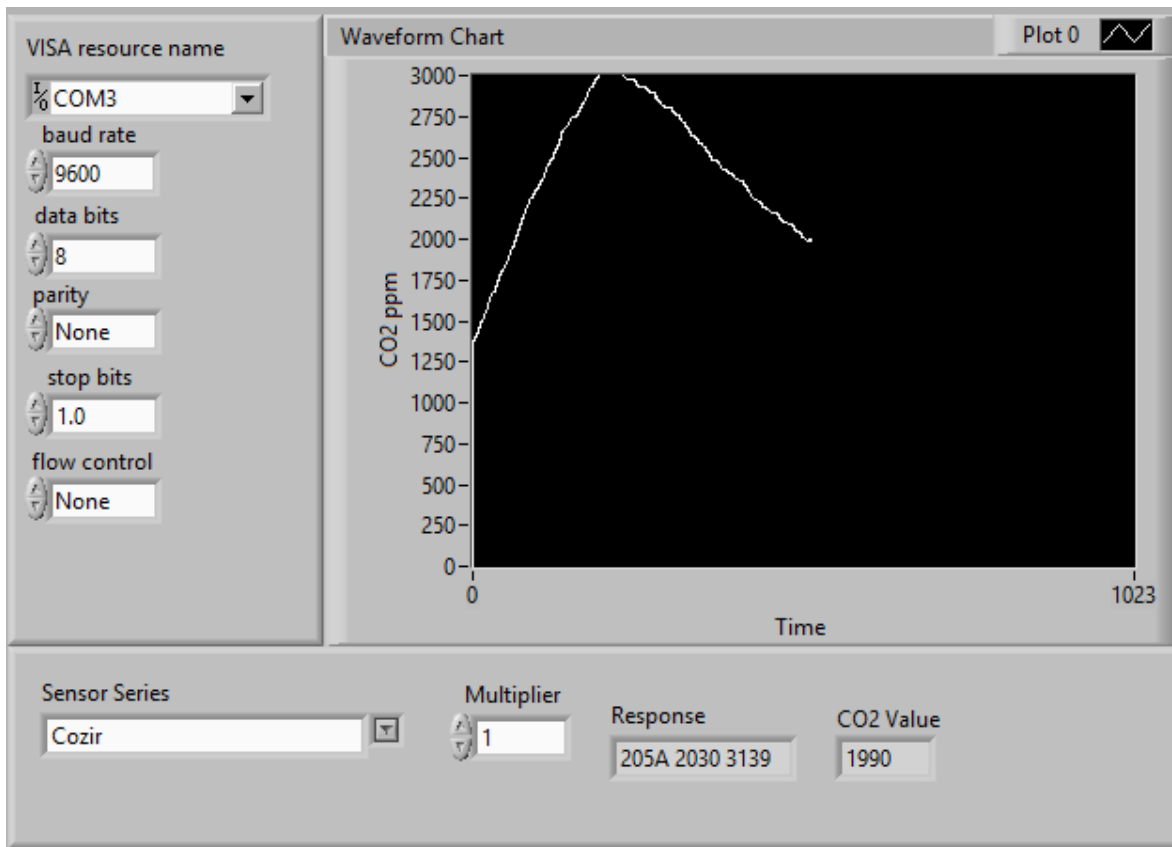 VISA resource name
I/O COM3
baud rate
9600
data bits
8
parity
None
stop bits
1.0
flow control
None
Waveform Chart
Plot 0
3000
2750
2500
2250
2000
1750
1500
1250
1000
750
500
250
0
CO2 ppm
0
1023
Time
Sensor Series
Cozir
Multiplier
1
Response
205A 2030 3139
CO2 Value
1990